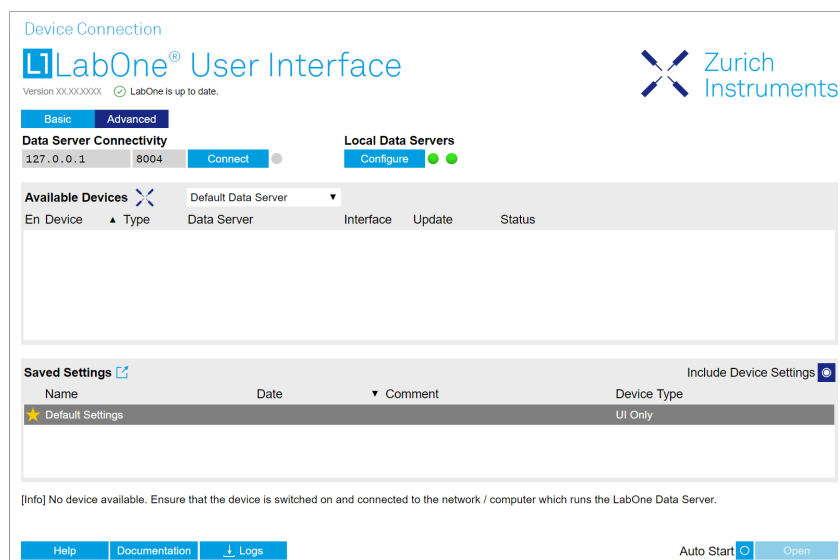 Device Connection
L1 LabOne® User Interface
Zurich
Instruments
Version XX.XX.XXXX LabOne is up to date.
Basic Advanced
Data Server Connectivity Local Data Servers
127.0.0.1 8004 Connect Configure
Available Devices Default Data Server ▼
En Device ▲ Type Data Server Interface Update Status
Saved Settings Include Device Settings
Name Date ▼ Comment Device Type
Default Settings UI Only
[Info] No device available. Ensure that the device is switched on and connected to the network / computer which runs the LabOne Data Server.
Help Documentation Logs Auto Start Open